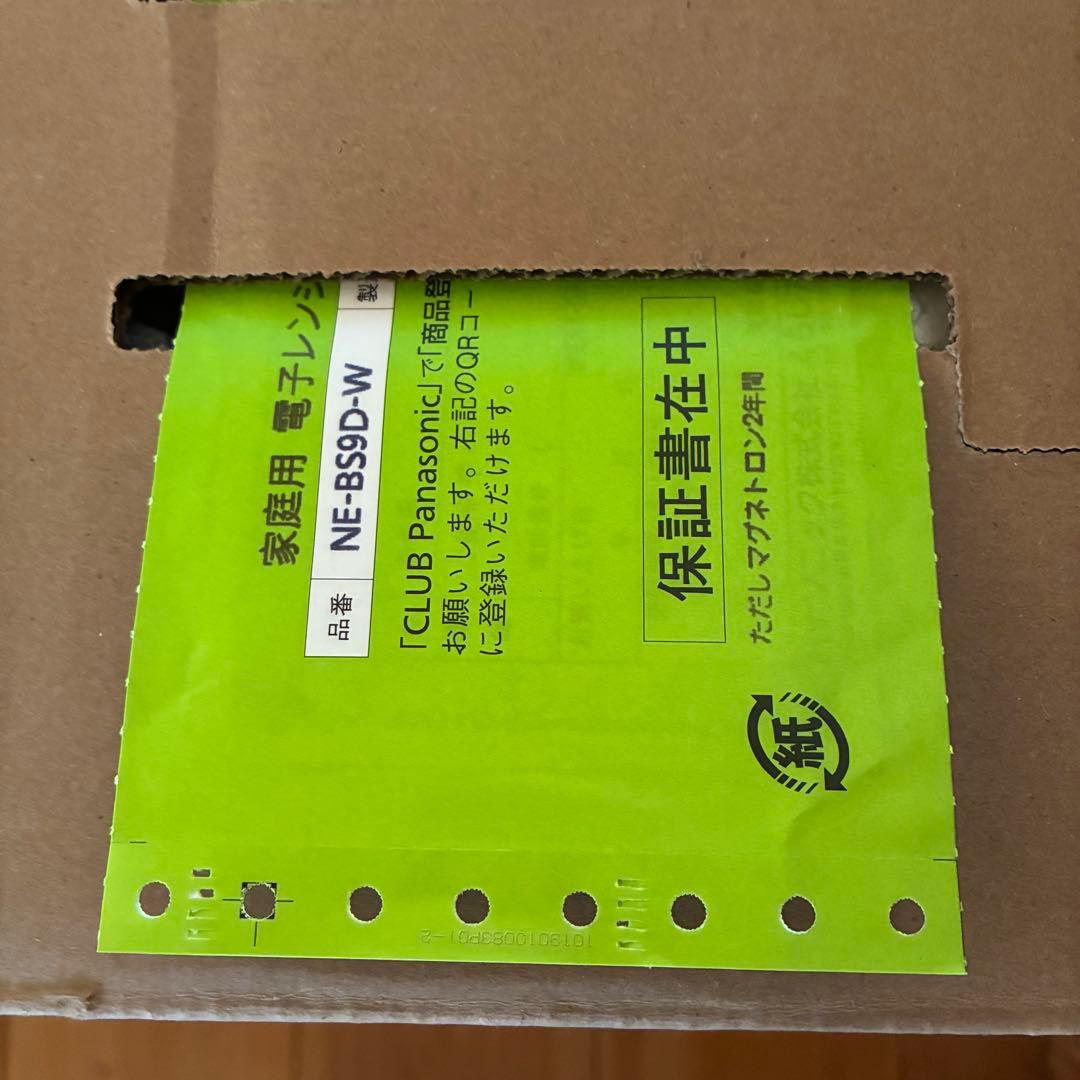 家庭用 電子レンジ
品番 NE-BS9D-W 製
「CLUB Panasonic」で「商品登
お願いします。右記のQRコー
に登録いただけます。
保証書在中
ただしマグネトロン2年間
紙
1019010083P01-2